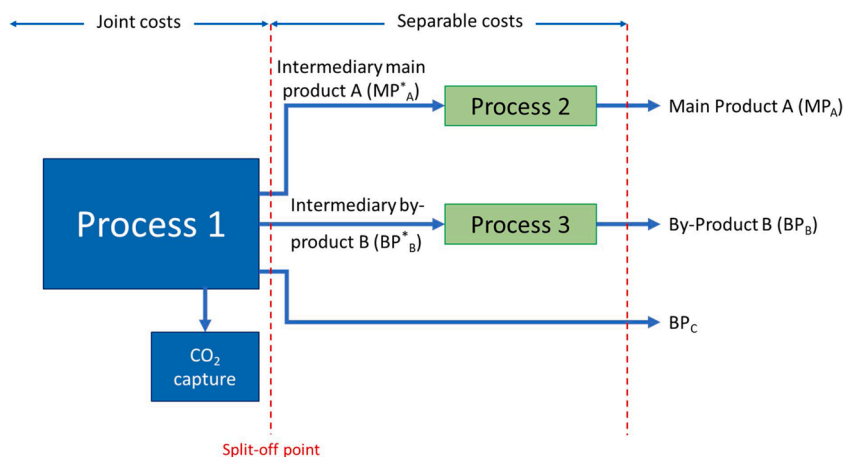 Joint costs
Separable costs
Intermediary main
product A (MP*A)
Process 2
Main Product A (MPA)
Process 1
Intermediary by-
product B (BP*B)
Process 3
By-Product B (BPB)
BPC
CO2
capture
Split-off point